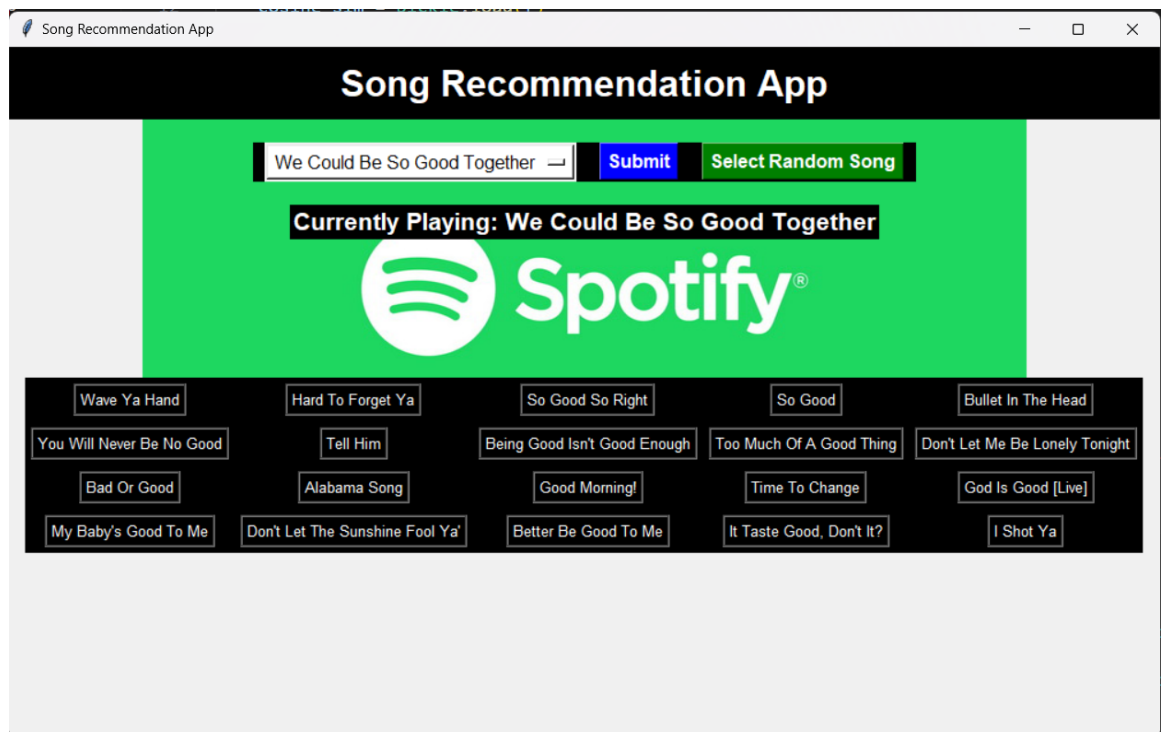 Song Recommendation App
Song Recommendation App
We Could Be So Good Together Submit Select Random Song
Currently Playing: We Could Be So Good Together
Spotify®
Wave Ya Hand Hard To Forget Ya So Good So Right So Good Bullet In The Head
You Will Never Be No Good Tell Him Being Good Isn't Good Enough Too Much Of A Good Thing Don't Let Me Be Lonely Tonight
Bad Or Good Alabama Song Good Morning! Time To Change God Is Good [Live]
My Baby's Good To Me Don't Let The Sunshine Fool Ya' Better Be Good To Me It Taste Good, Don't It? I Shot Ya